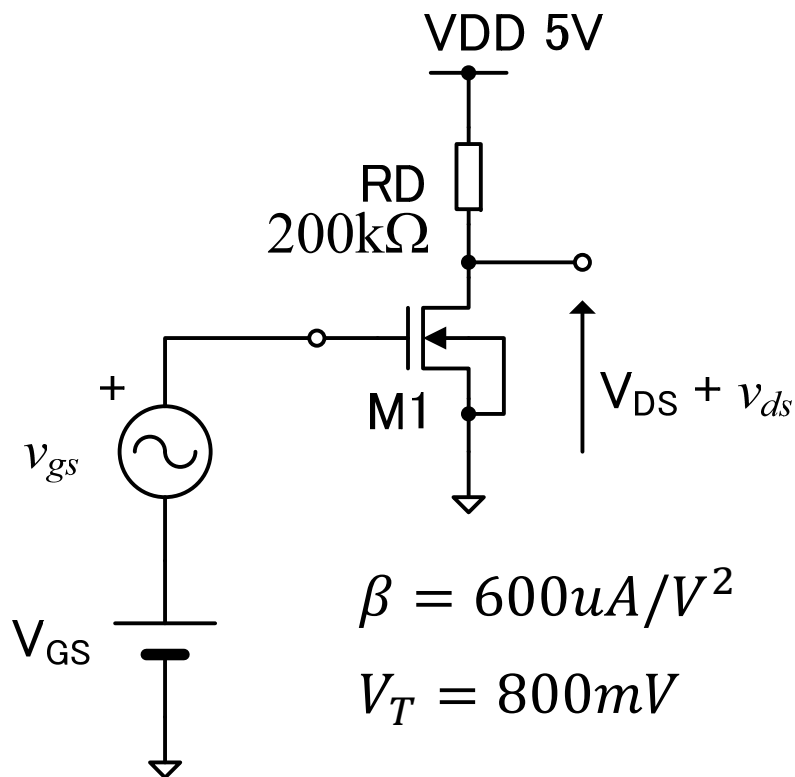 VDD 5V
RD
200kΩ
+
M1
V_DS + v_ds
v_gs
V_GS
β = 600uA/V²
V_T = 800mV